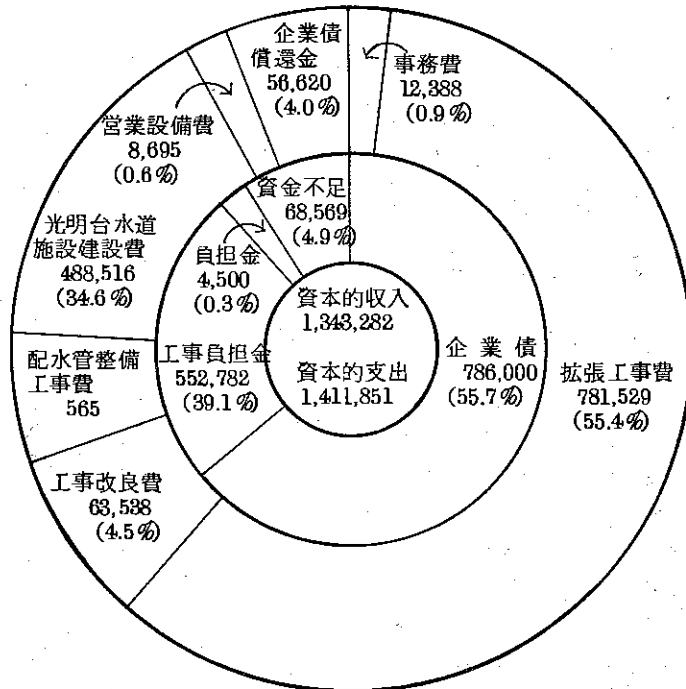 企業債
償還金
56,620
(4.0%)
事務費
12,388
(0.9%)
営業設備費
8,695
(0.6%)
資金不足
68,569
(4.9%)
光明台水道
施設建設費
488,516
(34.6%)
負担金
4,500
(0.3%)
資本的収入
1,343,282
資本的支出
1,411,851
配水管整備
工事費
565
工事負担金
552,782
(39.1%)
企業債
786,000
(55.7%)
拡張工事費
781,529
(55.4%)
工事改良費
63,538
(4.5%)